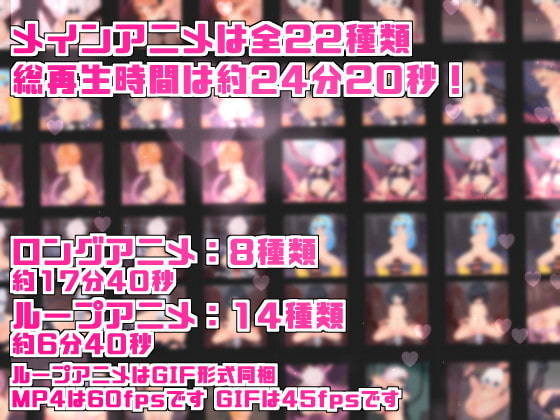 メインアニメは全22種類
総再生時間は約24分20秒！
ロングアニメ：8種類
約17分40秒
ループアニメ：14種類
約6分40秒
ループアニメはGIF形式同梱
MP4は60fpsです GIFは45fpsです